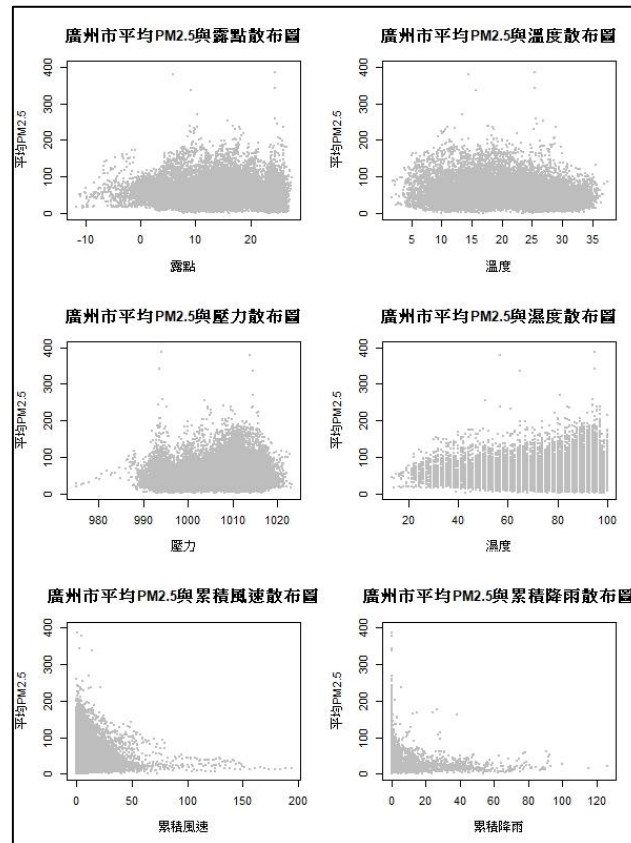 廣州市平均PM2.5與露點散布圖
平均PM2.5
0 100 200 300 400
-10 0 10 20
露點
廣州市平均PM2.5與溫度散布圖
平均PM2.5
0 100 200 300 400
5 10 15 20 25 30 35
溫度
廣州市平均PM2.5與壓力散布圖
平均PM2.5
0 100 200 300 400
980 990 1000 1010 1020
壓力
廣州市平均PM2.5與濕度散布圖
平均PM2.5
0 100 200 300 400
20 40 60 80 100
濕度
廣州市平均PM2.5與累積風速散布圖
平均PM2.5
0 100 200 300 400
0 50 100 150 200
累積風速
廣州市平均PM2.5與累積降雨散布圖
平均PM2.5
0 100 200 300 400
0 20 40 60 80 100 120
累積降雨